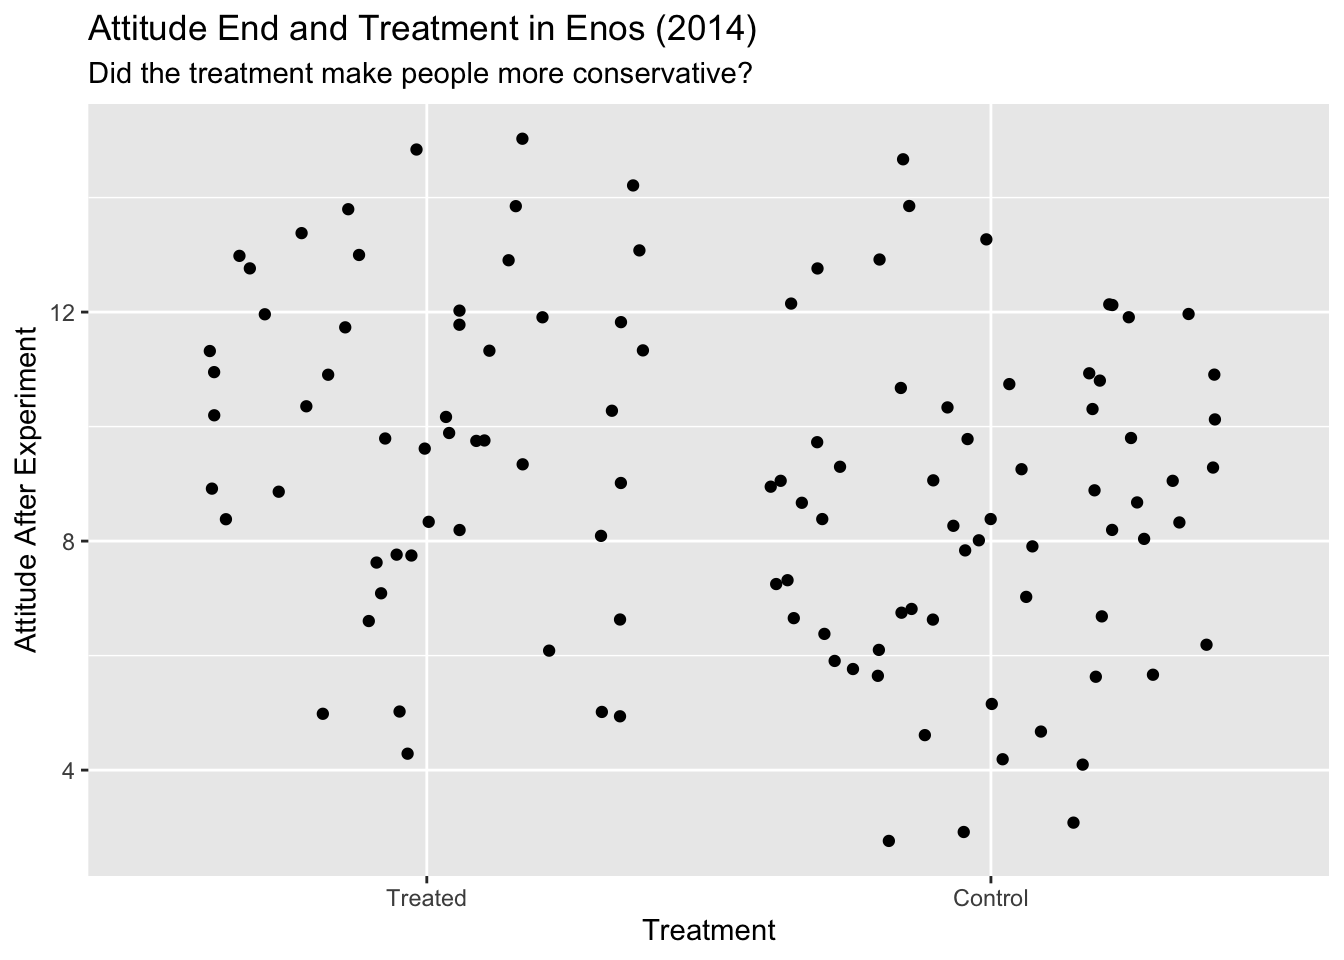 Attitude End and Treatment in Enos (2014)
Did the treatment make people more conservative?
Attitude After Experiment
12
8
4
Treated
Control
Treatment